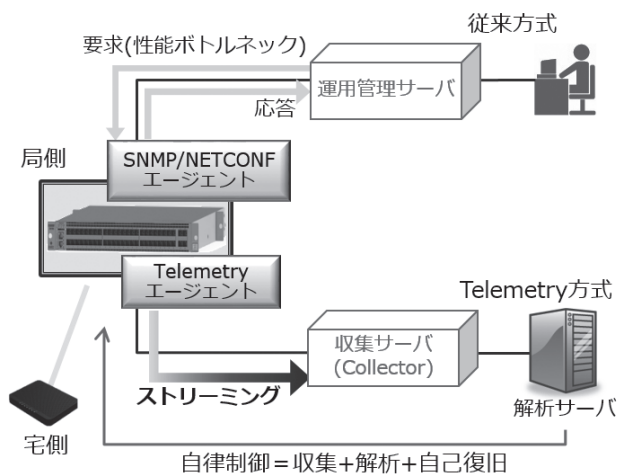 従来方式
要求(性能ボトルネック)
運用管理サーバ
応答
局側
SNMP/NETCONF
エージェント
Telemetry
エージェント
Telemetry方式
収集サーバ
(Collector)
ストリーミング
解析サーバ
宅側
自律制御＝収集+解析+自己復旧